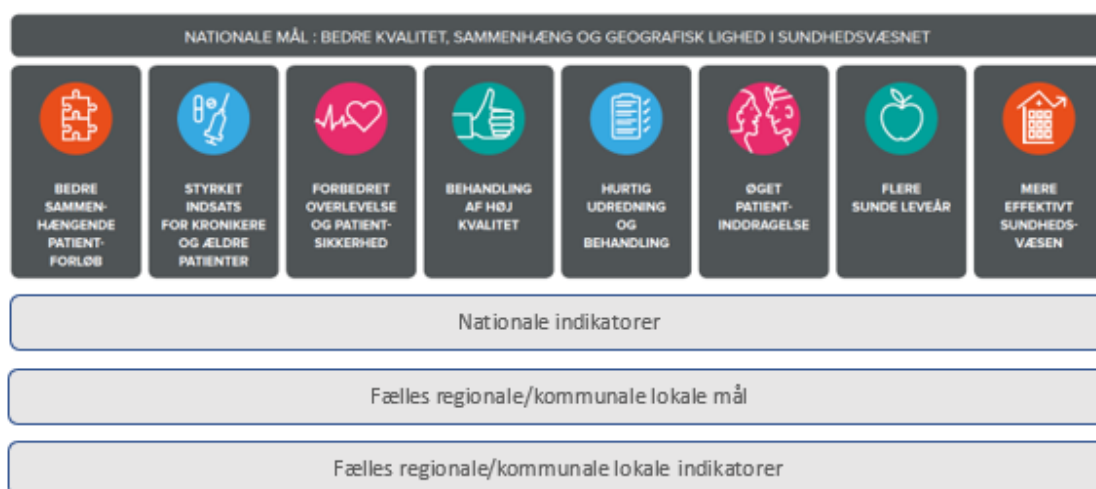 NATIONALE MÅL : BEDRE KVALITET, SAMMENHÆNG OG GEOGRAFISK LIGHED I SUNDHEDSVÆSNET
BEDRE
SAMMEN-
HÆNGENDE
PATIENT-
FORLØB
STYRKET
INDSATS
FOR KRONIKERE
OG ÆLDRE
PATIENTER
FORBEDRET
OVERLEVELSE
OG PATIENT-
SIKKERHED
BEHANDLING
AF HØJ
KVALITET
HURTIG
UDREDNING
OG
BEHANDLING
ØGET
PATIENT-
INDDRAGELSE
FLERE
SUNDE LEVEÅR
MERE
EFFEKTIVT
SUNDHEDS-
VÆSEN
Nationale indikatorer
Fælles regionale/kommunale lokale mål
Fælles regionale/kommunale lokale indikatorer